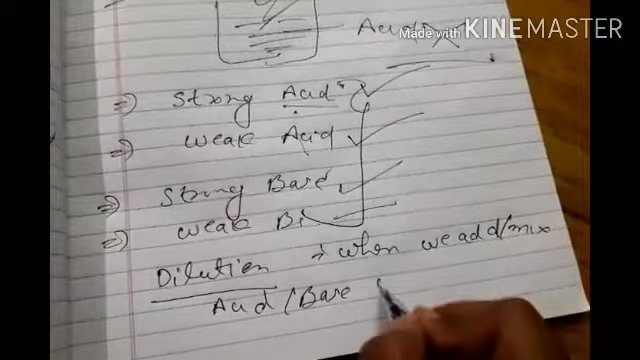 Made with KINEMASTER
Acid
=) Strong Acid
=) weak Acid
=) Strong Base
=) weak B
Dilution → when we add/mix
Acid / Base